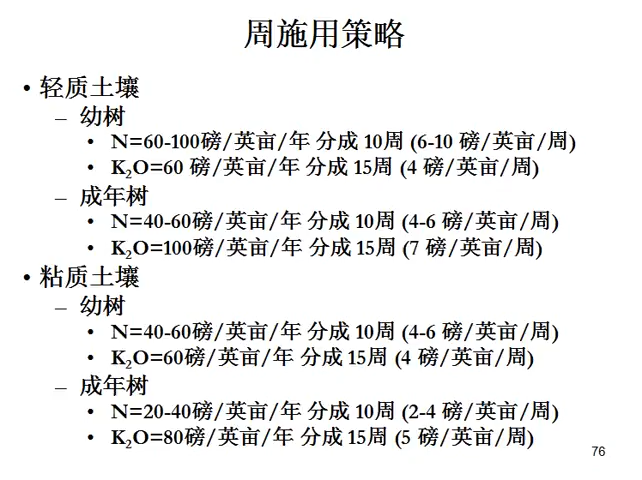 周施用策略
• 轻质土壤
– 幼树
• N=60-100磅/英亩/年 分成 10周 (6-10 磅/英亩/周)
• K₂O=60 磅/英亩/年 分成 15周 (4 磅/英亩/周)
– 成年树
• N=40-60磅/英亩/年 分成 10周 (4-6 磅/英亩/周)
• K₂O=100磅/英亩/年 分成 15周 (7 磅/英亩/周)
• 粘质土壤
– 幼树
• N=40-60磅/英亩/年 分成 10周 (4-6 磅/英亩/周)
• K₂O=60磅/英亩/年 分成 15周 (4 磅/英亩/周)
– 成年树
• N=20-40磅/英亩/年 分成 10周 (2-4 磅/英亩/周)
• K₂O=80磅/英亩/年 分成 15周 (5 磅/英亩/周)
76